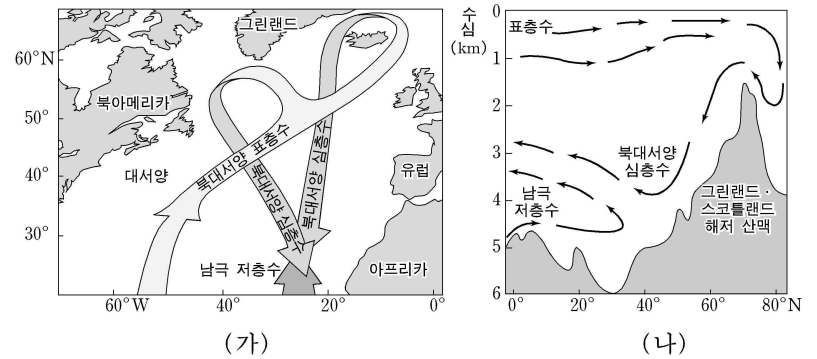 그린란드
60°N
50°
40°
30°
북아메리카
대서양
북대서양 표층수
북대서양 심층수
북대서양 심층수
유럽
남극 저층수
아프리카
60°W
40°
20°
0°
(가)
수심
(km)
0
1
2
3
4
5
6
표층수
북대서양
심층수
남극
저층수
그린란드·
스코틀랜드
해저 산맥
0°
20°
40°
60°
80°N
(나)